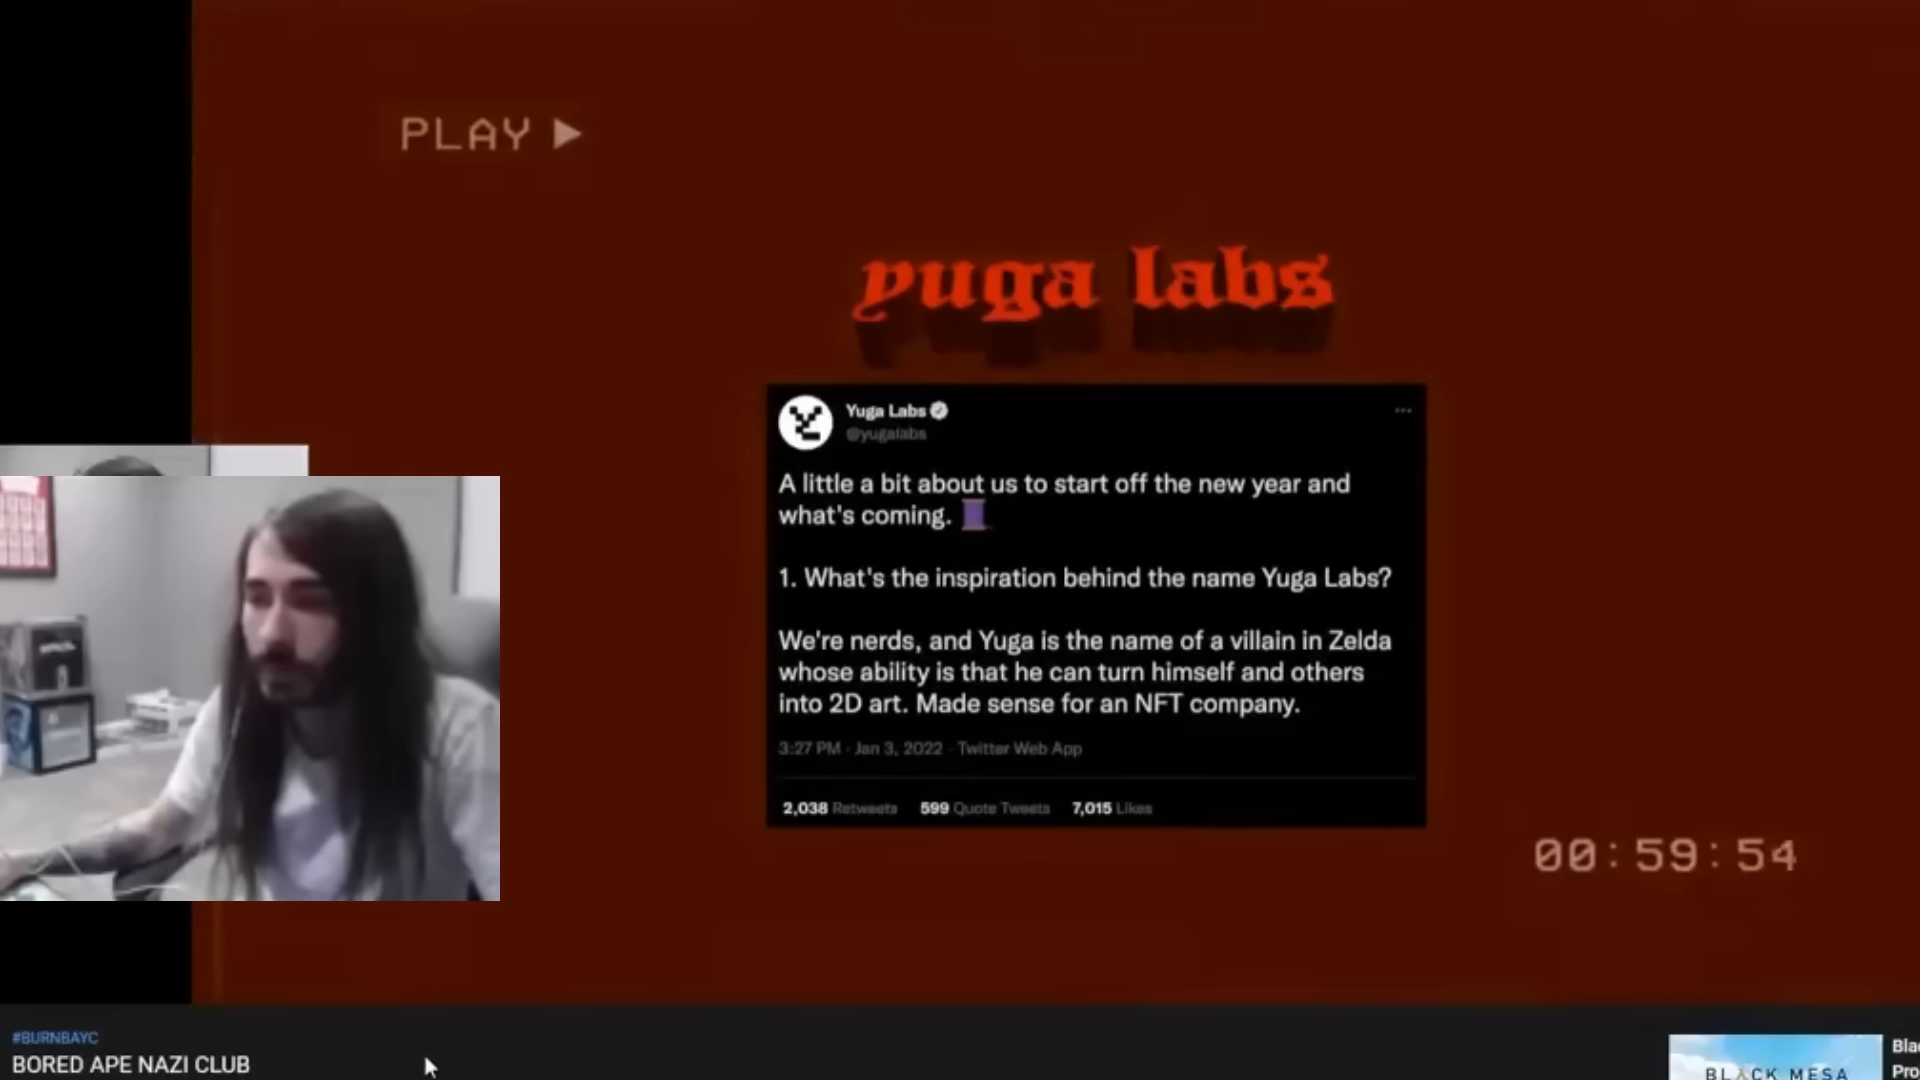 PLAY
yuga labs
Yuga Labs
@yugalabs
A little a bit about us to start off the new year and
what's coming.
1. What's the inspiration behind the name Yuga Labs?
We're nerds, and Yuga is the name of a villain in Zelda
whose ability is that he can turn himself and others
into 2D art. Made sense for an NFT company.
3:27 PM · Jan 3, 2022 · Twitter Web App
2,038 Retweets 599 Quote Tweets 7,015 Likes
00:59:54
#BURNBAYC
BORED APE NAZI CLUB
BLACK MESA